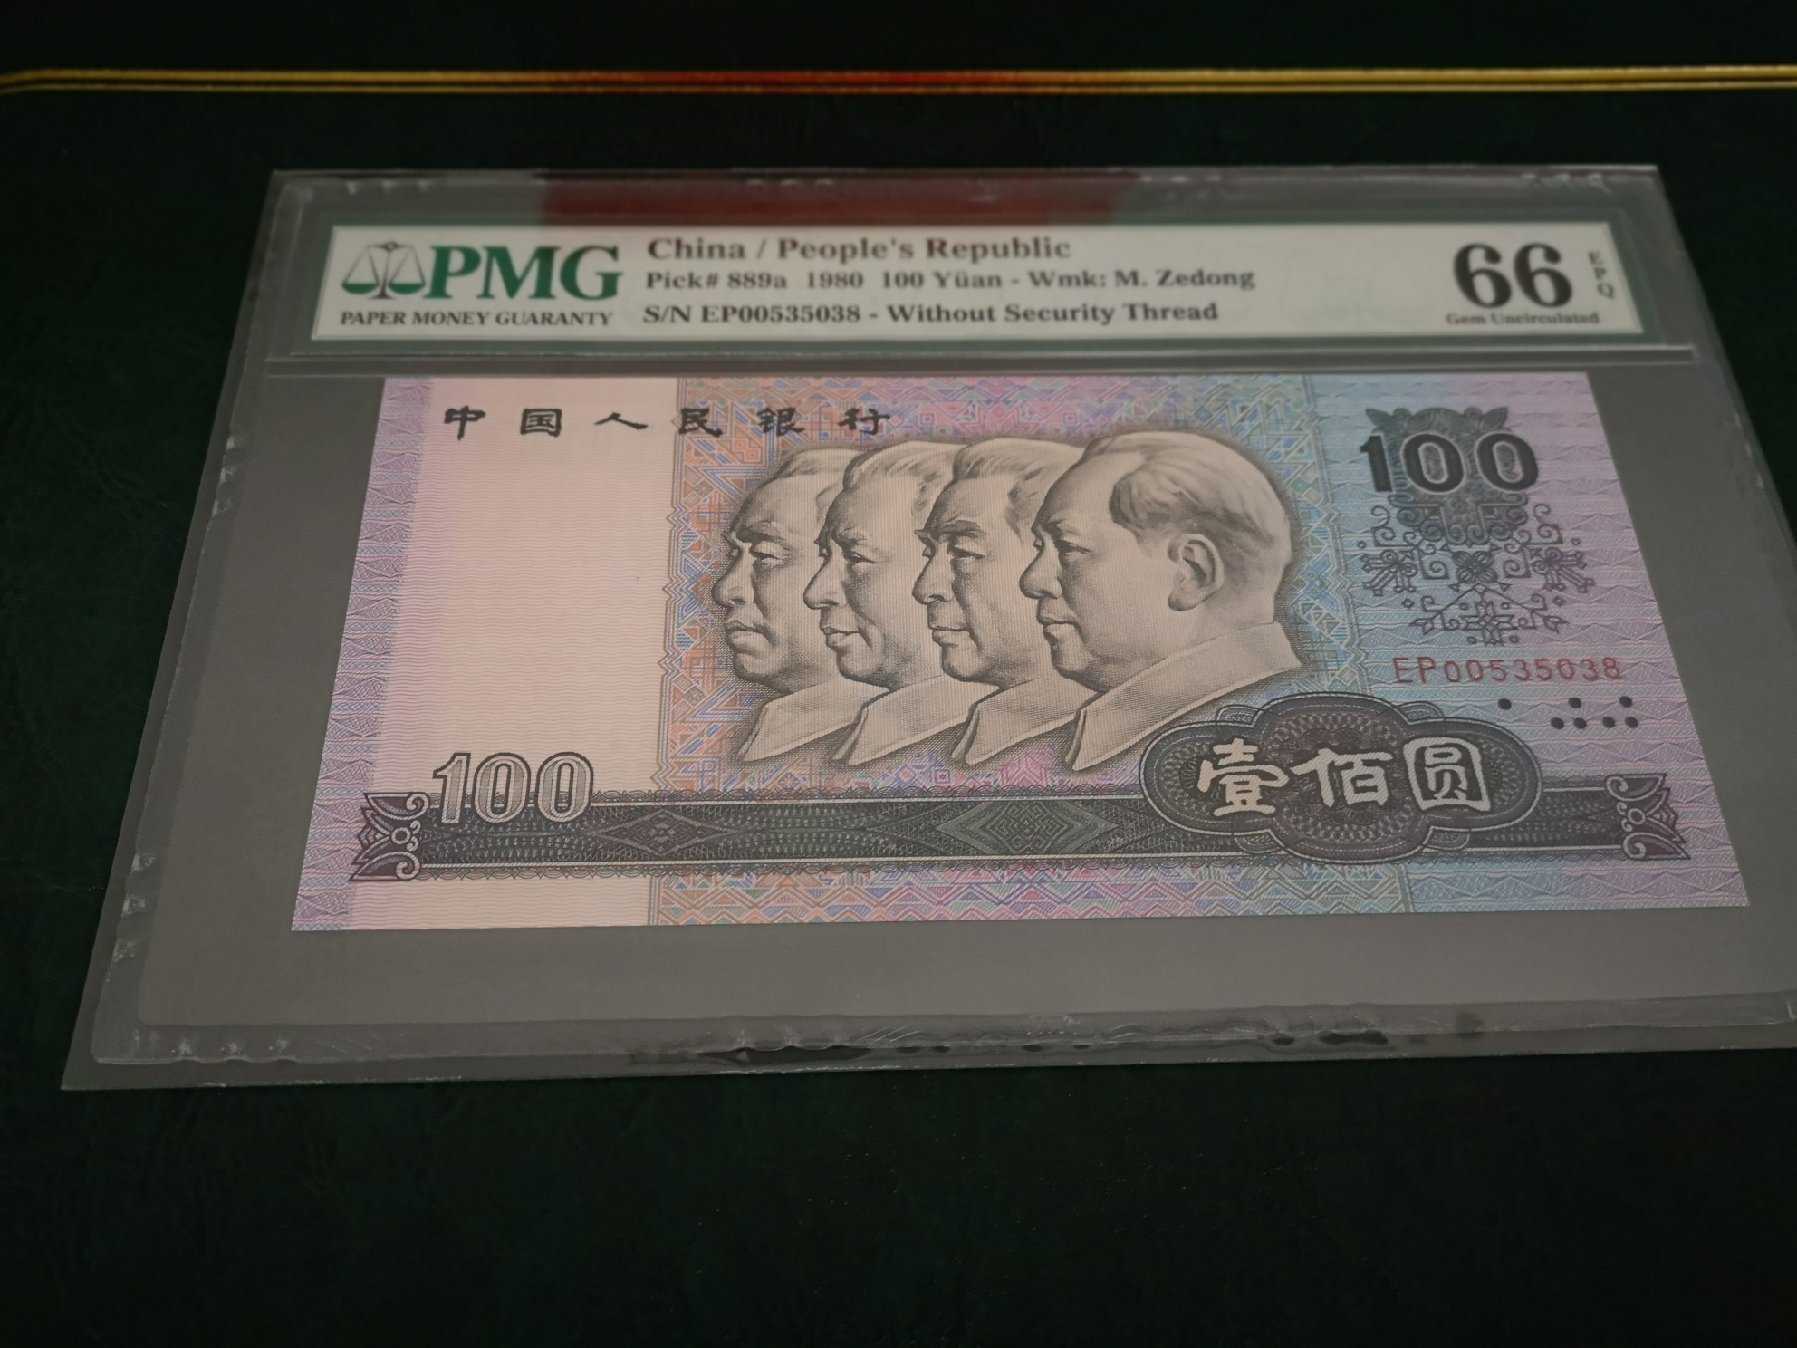 PMG
PAPER MONEY GUARANTY
China / People's Republic
Pick# 889a 1980 100 Yüan - Wmk: M. Zedong
S/N EP00535038 - Without Security Thread
66 EPQ
Gem Uncirculated
中国人民银行
100
EP00535038
100
壹佰圆